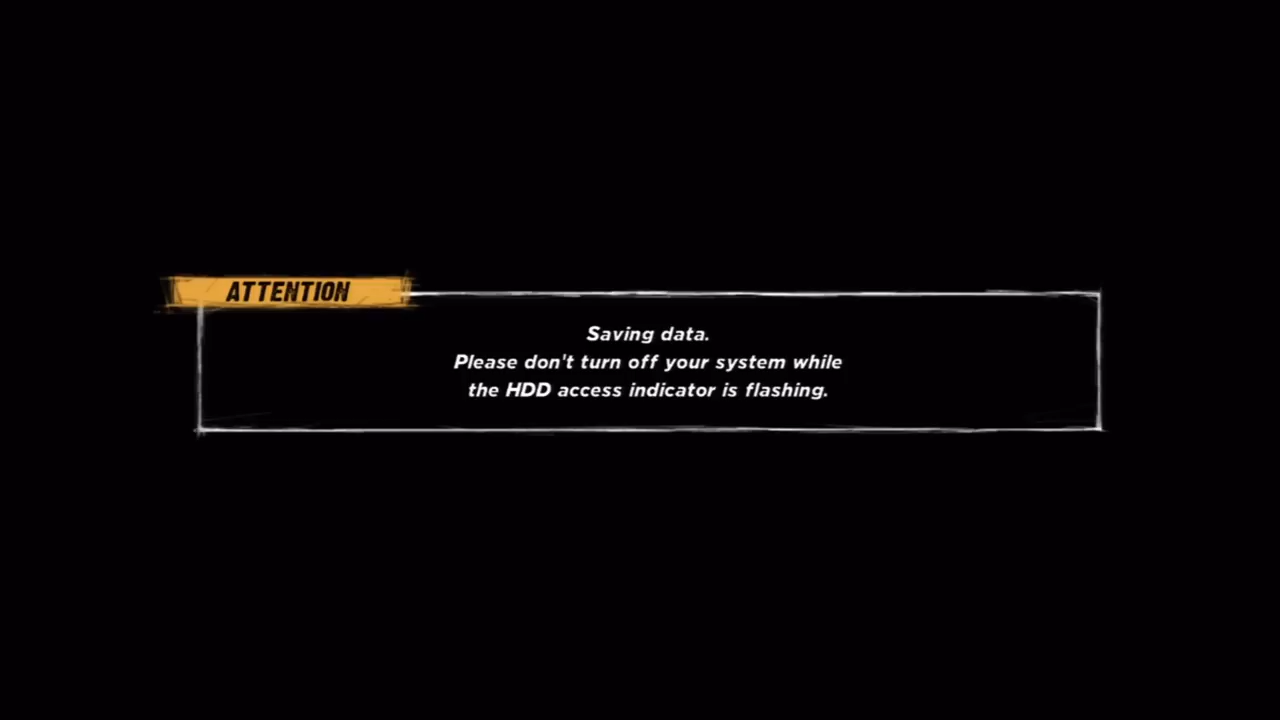 ATTENTION
Saving data.
Please don't turn off your system while
the HDD access indicator is flashing.